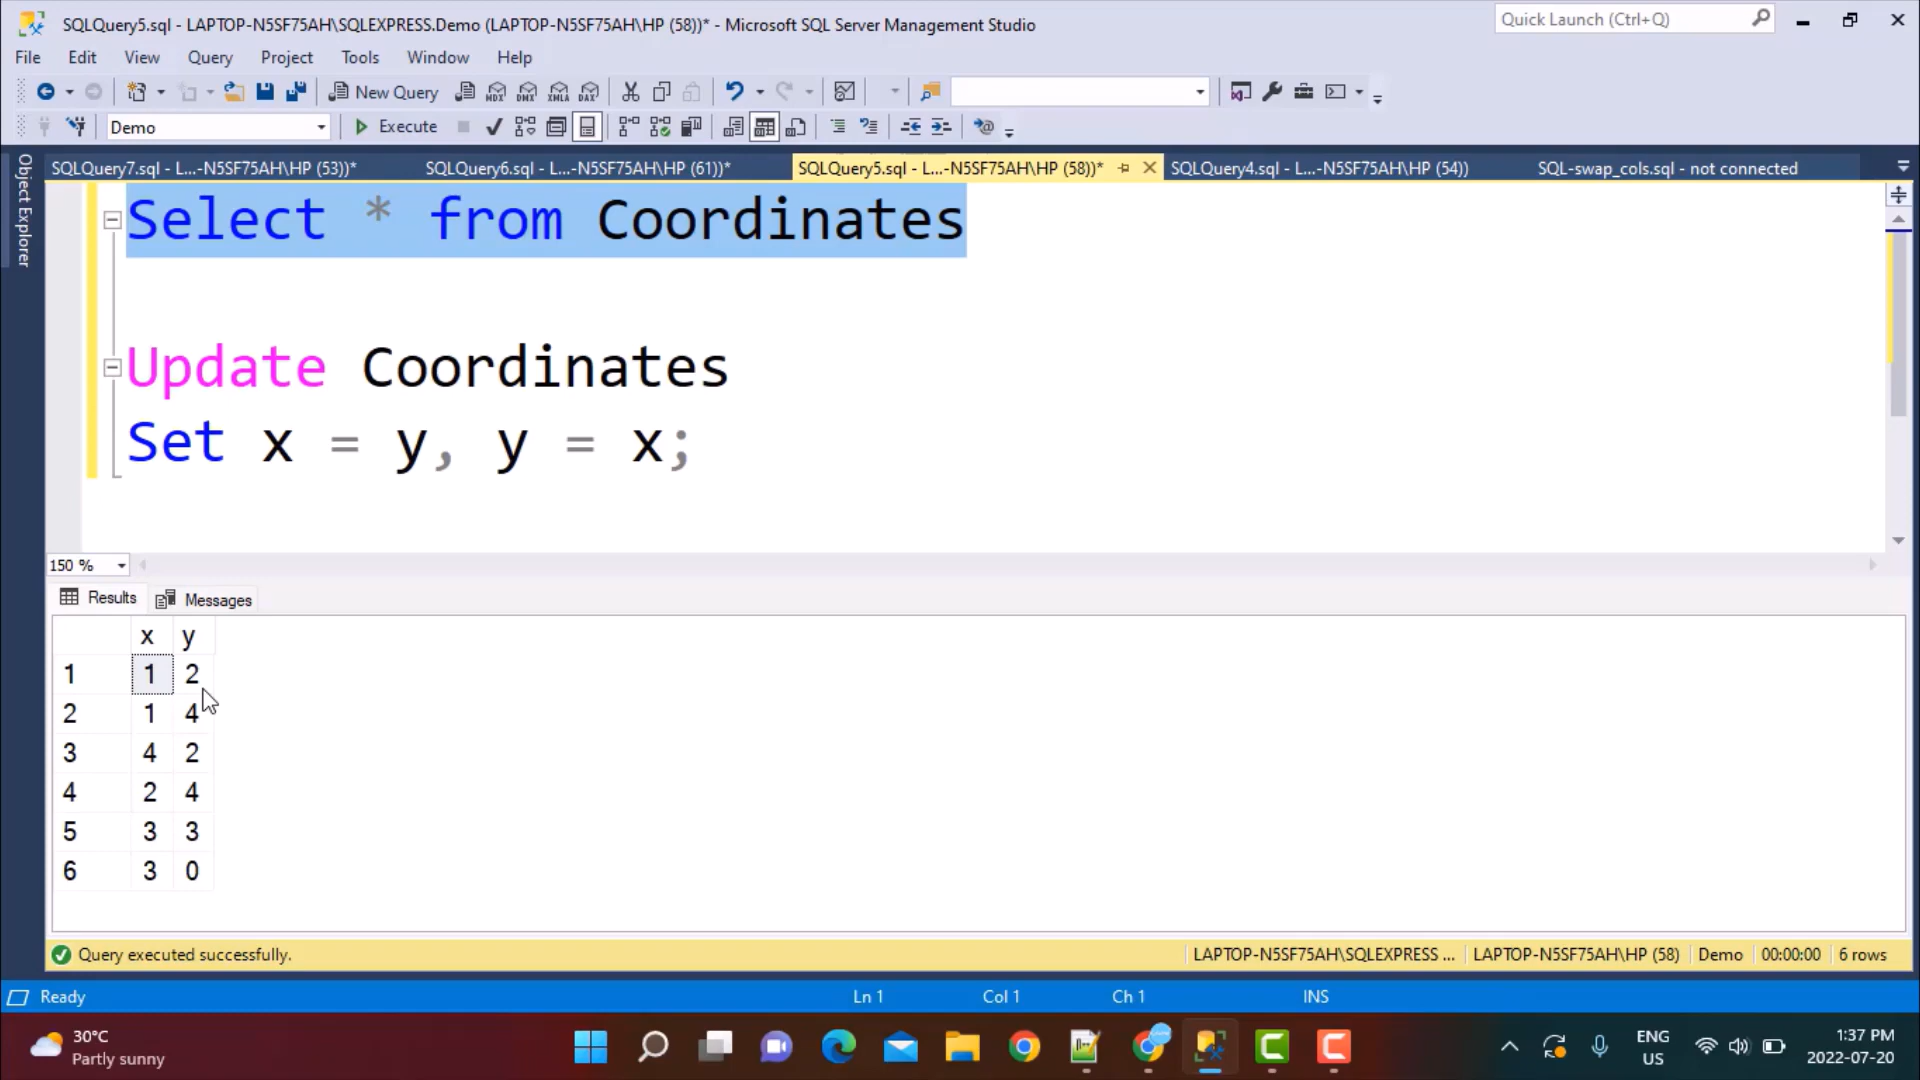 SQLQuery5.sql - LAPTOP-N5SF75AH\SQLEXPRESS.Demo (LAPTOP-N5SF75AH\HP (58))* - Microsoft SQL Server Management Studio
Quick Launch (Ctrl+Q)
File Edit View Query Project Tools Window Help
New Query MDX DMX XMLA DAX
Demo Execute
Object Explorer
SQLQuery7.sql - L...-N5SF75AH\HP (53))* SQLQuery6.sql - L...-N5SF75AH\HP (61))* SQLQuery5.sql - L...-N5SF75AH\HP (58))* SQLQuery4.sql - L...-N5SF75AH\HP (54)) SQL-swap_cols.sql - not connected
Select * from Coordinates
Update Coordinates
Set x = y, y = x;
150 %
Results Messages
x y
1 1 2
2 1 4
3 4 2
4 2 4
5 3 3
6 3 0
Query executed successfully. LAPTOP-N5SF75AH\SQLEXPRESS ... LAPTOP-N5SF75AH\HP (58) Demo 00:00:00 6 rows
Ready Ln 1 Col 1 Ch 1 INS
30°C
Partly sunny
ENG
US
1:37 PM
2022-07-20